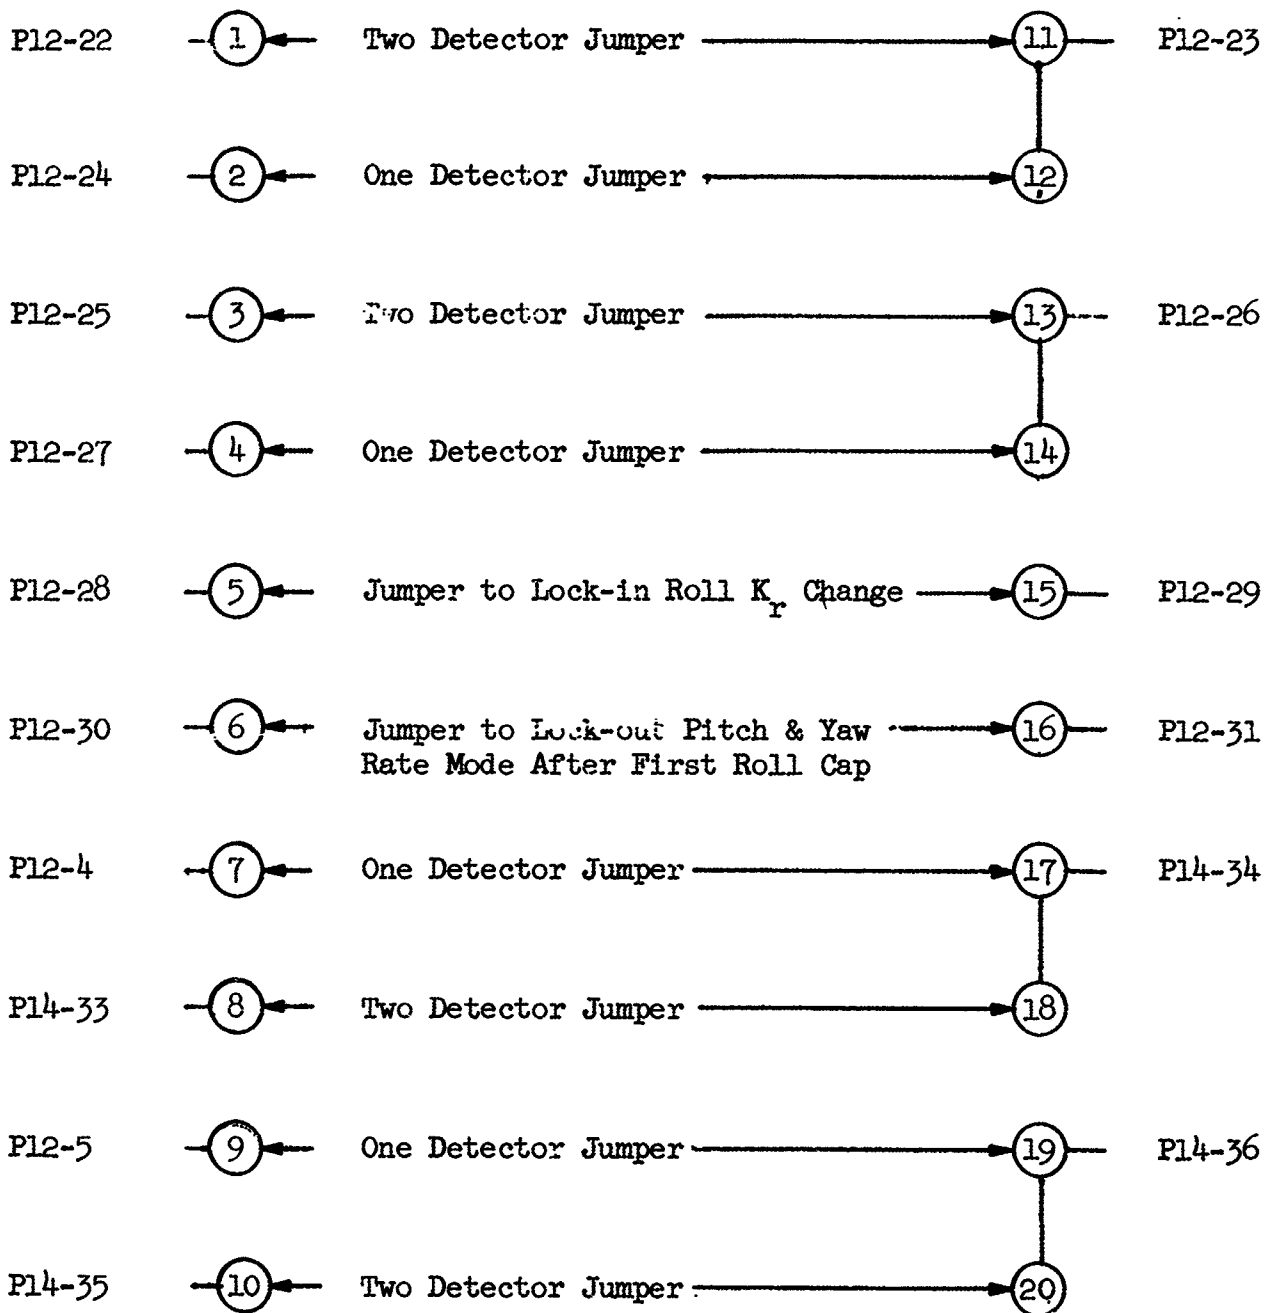 P12-22 1 Two Detector Jumper 11 P12-23
P12-24 2 One Detector Jumper 12
P12-25 3 Two Detector Jumper 13 P12-26
P12-27 4 One Detector Jumper 14
P12-28 5 Jumper to Lock-in Roll Kr Change 15 P12-29
P12-30 6 Jumper to Lock-out Pitch & Yaw 16 P12-31
Rate Mode After First Roll Cap
P12-4 7 One Detector Jumper 17 P14-34
P14-33 8 Two Detector Jumper 18
P12-5 9 One Detector Jumper 19 P14-36
P14-35 10 Two Detector Jumper 20